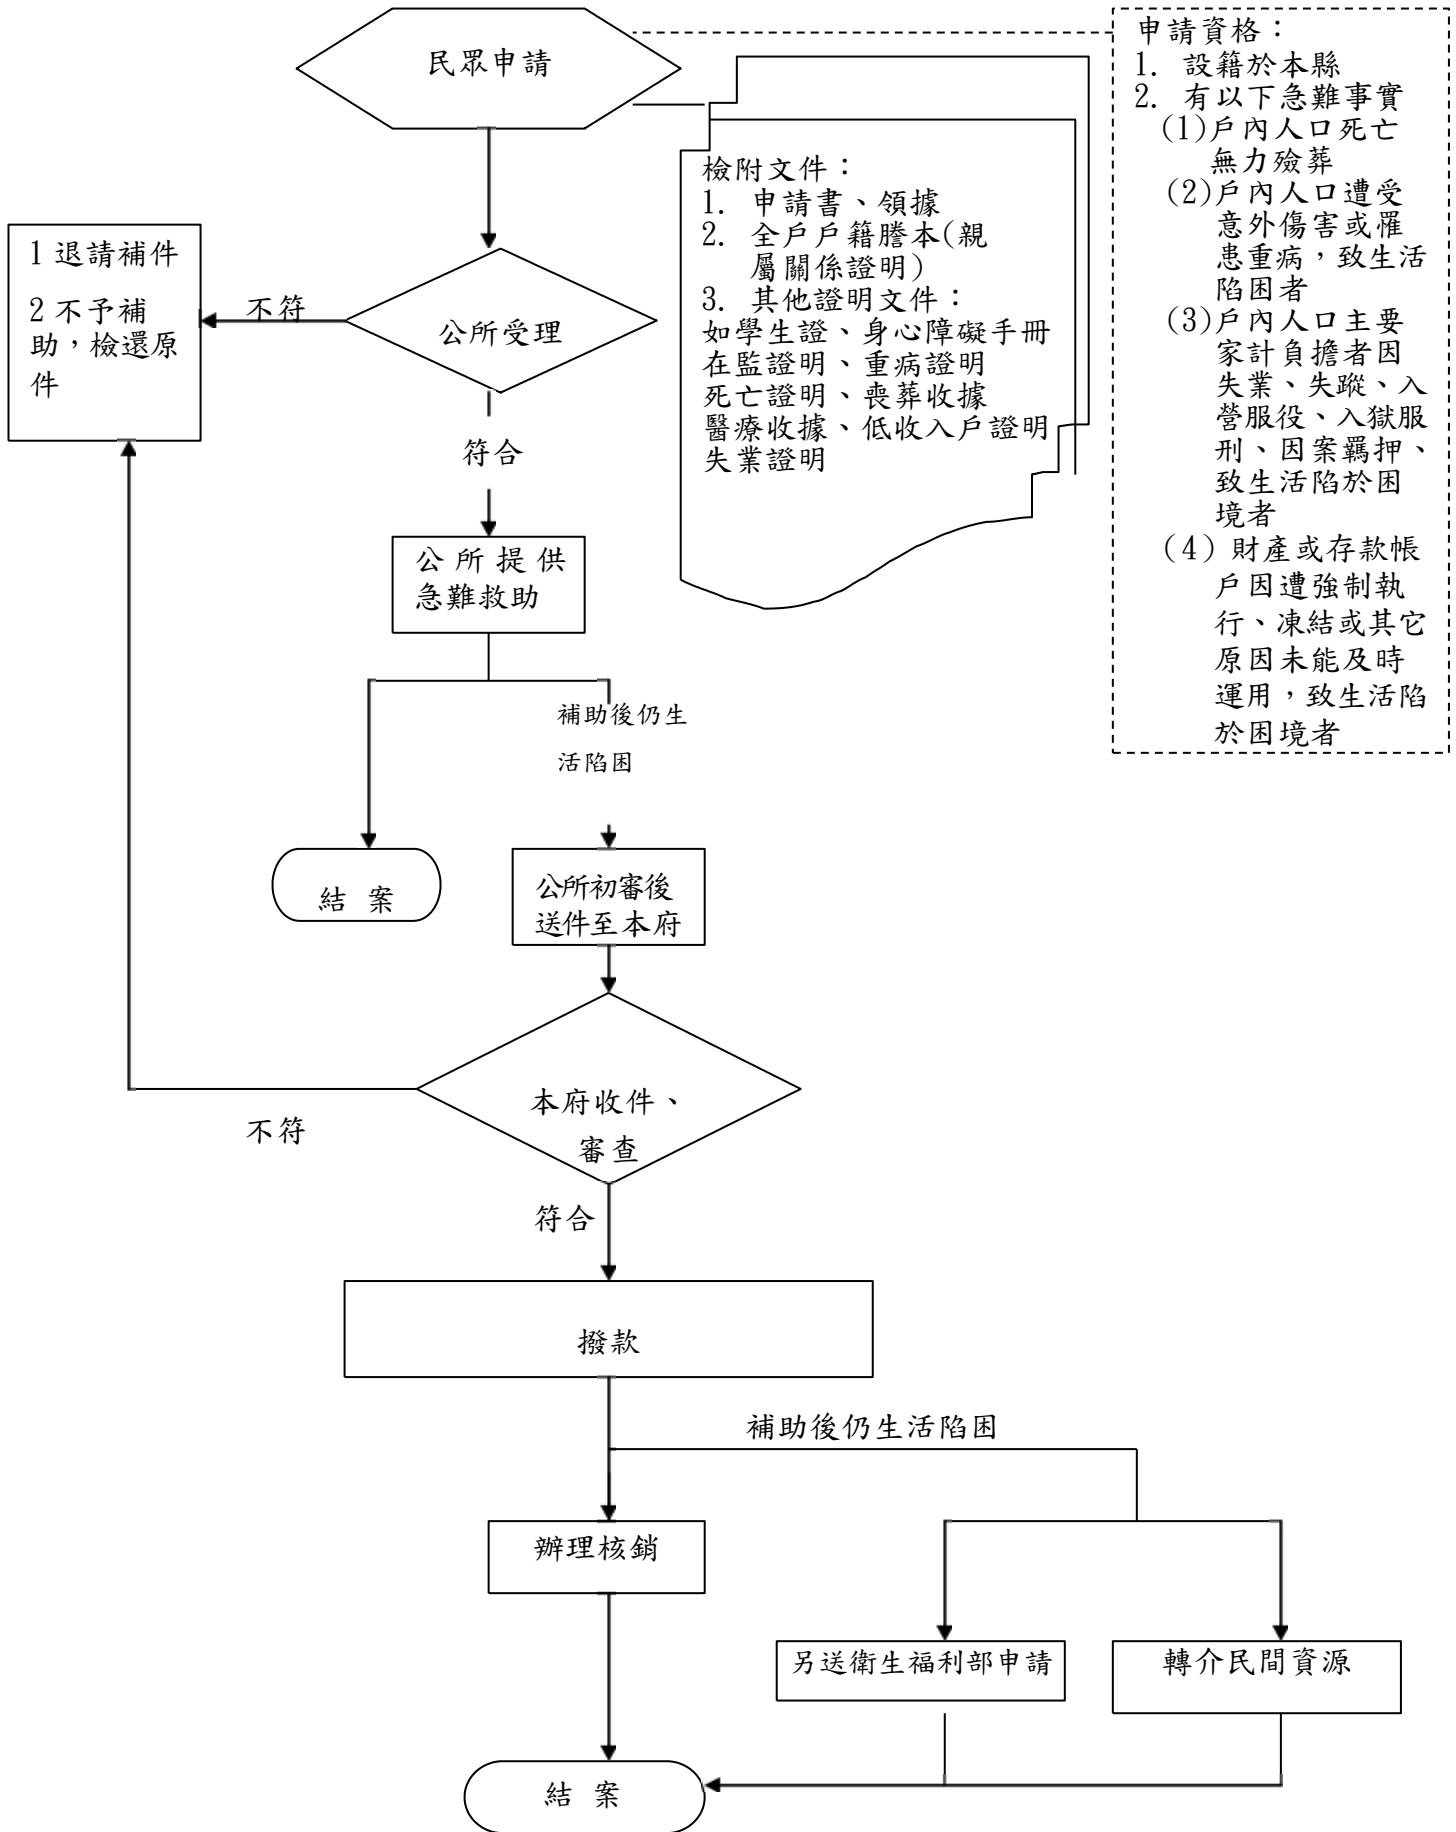 民眾申請
申請資格：
1. 設籍於本縣
2. 有以下急難事實
(1)戶內人口死亡
無力殮葬
(2)戶內人口遭受
意外傷害或罹
患重病，致生活
陷困者
(3)戶內人口主要
家計負擔者因
失業、失蹤、入
營服役、入獄服
刑、因案羈押、
致生活陷於困
境者
(4) 財產或存款帳
戶因遭強制執
行、凍結或其它
原因未能及時
運用，致生活陷
於困境者
檢附文件：
1. 申請書、領據
2. 全戶戶籍謄本(親
屬關係證明)
3. 其他證明文件：
如學生證、身心障礙手冊
在監證明、重病證明
死亡證明、喪葬收據
醫療收據、低收入戶證明
失業證明
1 退請補件
2 不予補
助，檢還原
件
不符
公所受理
符合
公所提供
急難救助
補助後仍生
活陷困
結 案
公所初審後
送件至本府
本府收件、
審查
不符
符合
撥款
補助後仍生活陷困
辦理核銷
另送衛生福利部申請
轉介民間資源
結 案